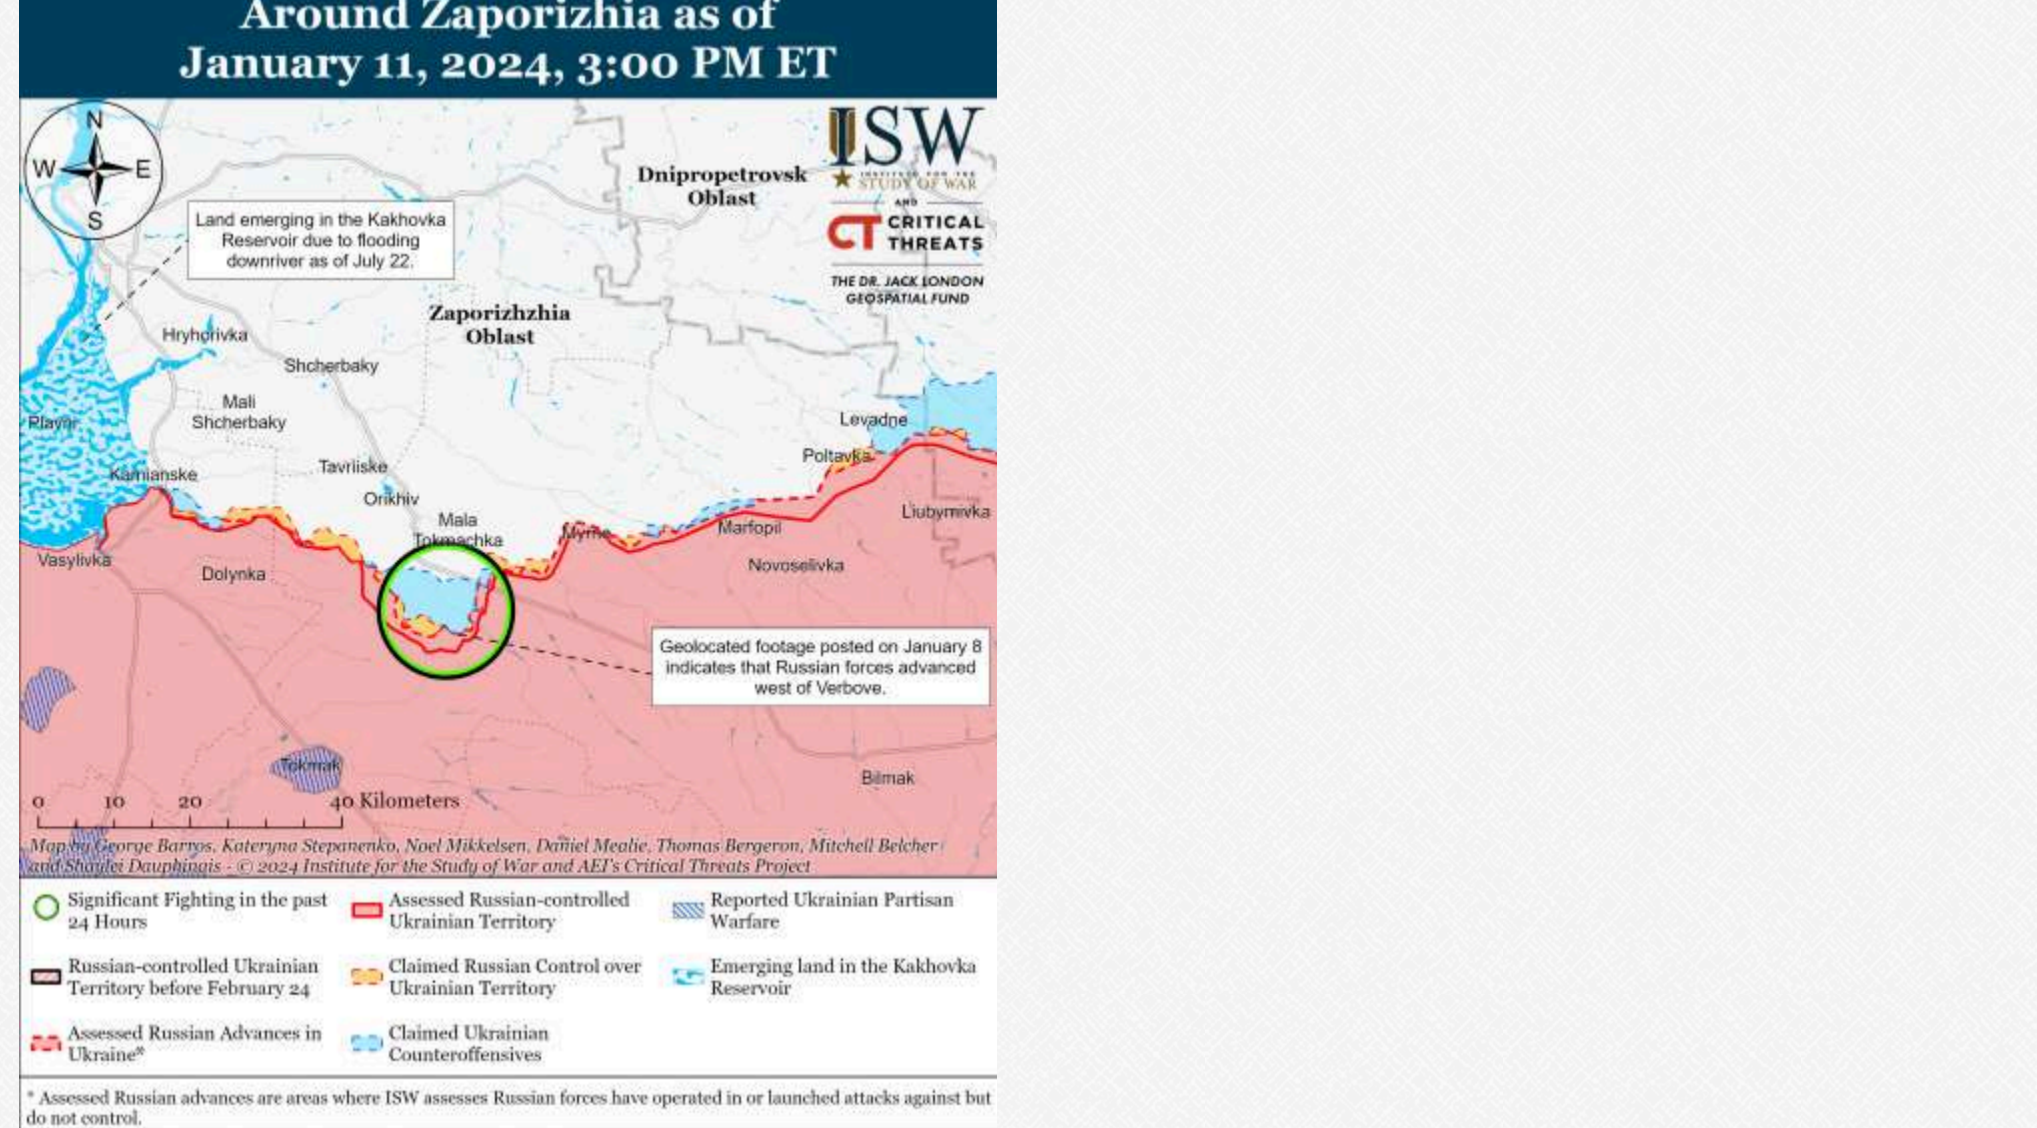 Around Zaporizhia as of
January 11, 2024, 3:00 PM ET
N
W
E
S
ISW
INSTITUTE FOR THE
STUDY OF WAR
AND
CT CRITICAL
THREATS
THE DR. JACK LONDON
GEOSPATIAL FUND
Dnipropetrovsk
Oblast
Land emerging in the Kakhovka
Reservoir due to flooding
downriver as of July 22.
Zaporizhzhia
Oblast
Hryhorivka
Shcherbaky
Mali
Shcherbaky
Plavni
Levadne
Poltavka
Kamianske
Tavriiske
Orikhiv
Liubymivka
Mala
Tokmachka
Myrne
Marfopil
Vasylivka
Dolynka
Novoselivka
Geolocated footage posted on January 8
indicates that Russian forces advanced
west of Verbove.
Tokmak
Bilmak
0 10 20 40 Kilometers
Map by George Barros, Kateryna Stepanenko, Noel Mikkelsen, Daniel Mealie, Thomas Bergeron, Mitchell Belcher
and Shaylei Dauphinais - © 2024 Institute for the Study of War and AEI's Critical Threats Project
Significant Fighting in the past
24 Hours
Assessed Russian-controlled
Ukrainian Territory
Reported Ukrainian Partisan
Warfare
Russian-controlled Ukrainian
Territory before February 24
Claimed Russian Control over
Ukrainian Territory
Emerging land in the Kakhovka
Reservoir
Assessed Russian Advances in
Ukraine*
Claimed Ukrainian
Counteroffensives
* Assessed Russian advances are areas where ISW assesses Russian forces have operated in or launched attacks against but
do not control.